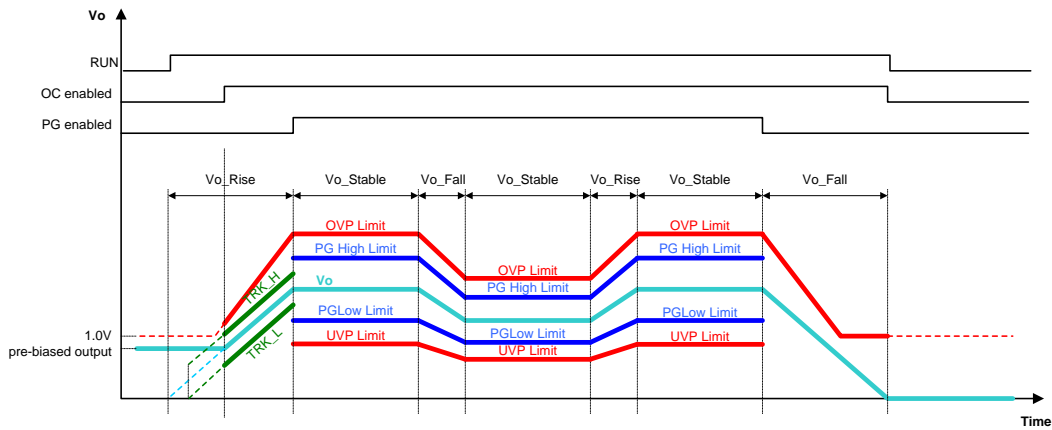 Vo
RUN
OC enabled
PG enabled
Vo_Rise Vo_Stable Vo_Fall Vo_Stable Vo_Rise Vo_Stable Vo_Fall
OVP Limit OVP Limit
PG High Limit PG High Limit
OVP Limit
PG High Limit
TRK_H
Vo
PGLow Limit PGLow Limit
TRK_L
UVP Limit UVP Limit
PGLow Limit
UVP Limit
1.0V
pre-biased output
Time